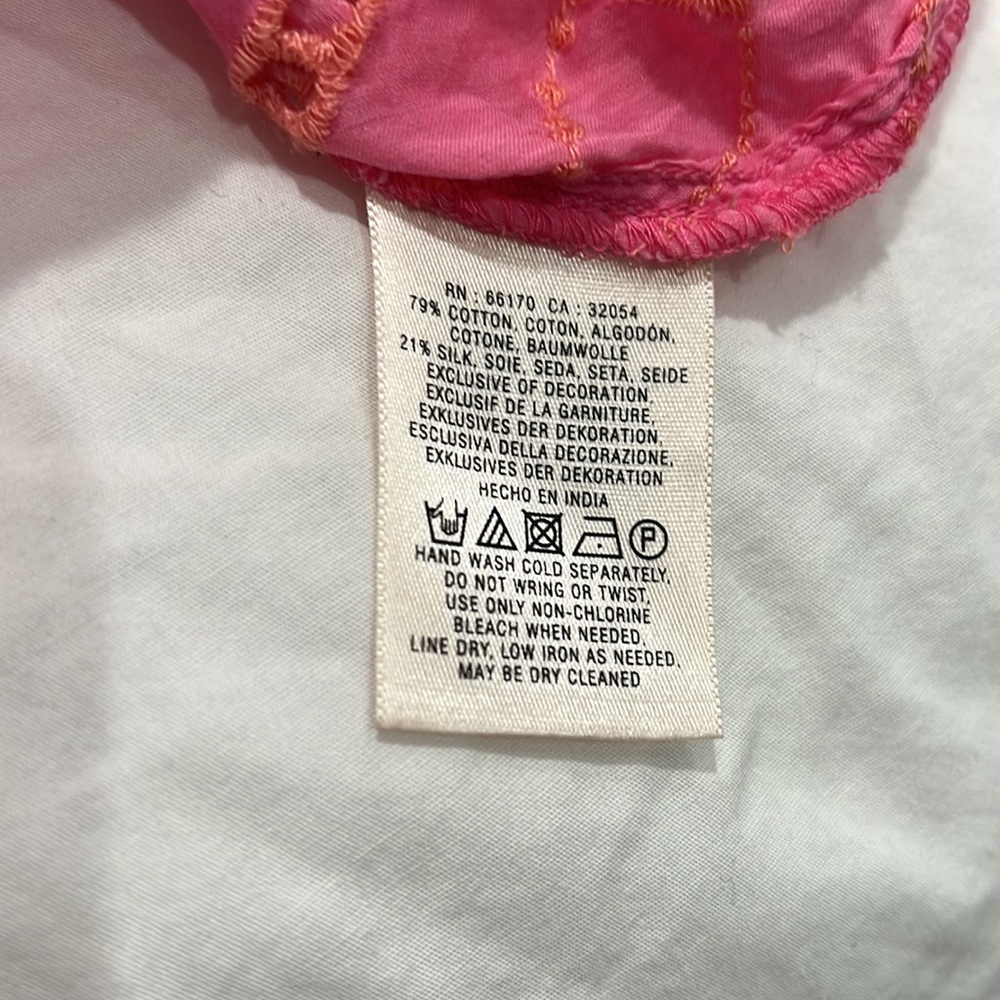 RN : 66170 CA : 32054
79% COTTON, COTON, ALGODÓN,
COTONE, BAUMWOLLE
21% SILK, SOIE, SEDA, SETA, SEIDE
EXCLUSIVE OF DECORATION,
EXCLUSIF DE LA GARNITURE,
EXKLUSIVES DER DEKORATION,
ESCLUSIVA DELLA DECORAZIONE,
EXKLUSIVES DER DEKORATION
HECHO EN INDIA
P
HAND WASH COLD SEPARATELY,
DO NOT WRING OR TWIST,
USE ONLY NON-CHLORINE
BLEACH WHEN NEEDED,
LINE DRY, LOW IRON AS NEEDED,
MAY BE DRY CLEANED